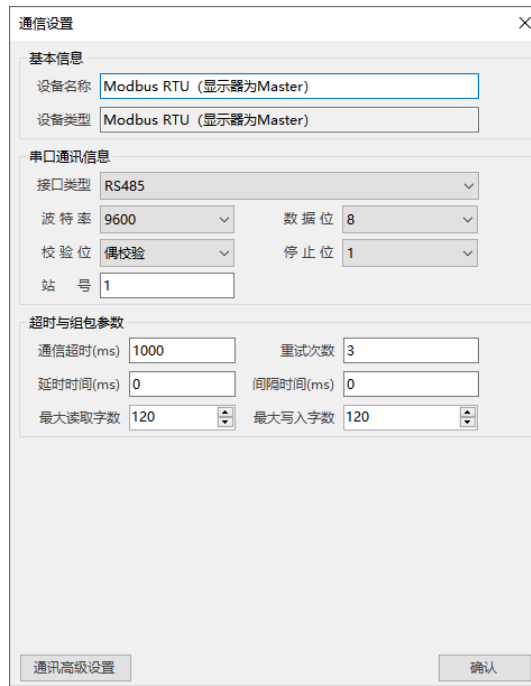 通信设置
基本信息
设备名称 Modbus RTU（显示器为Master）
设备类型 Modbus RTU（显示器为Master）
串口通讯信息
接口类型 RS485
波特率 9600 数据位 8
校验位 偶校验 停止位 1
站号 1
超时与组包参数
通信超时(ms) 1000 重试次数 3
延时时间(ms) 0 间隔时间(ms) 0
最大读取字数 120 最大写入字数 120
通讯高级设置 确认